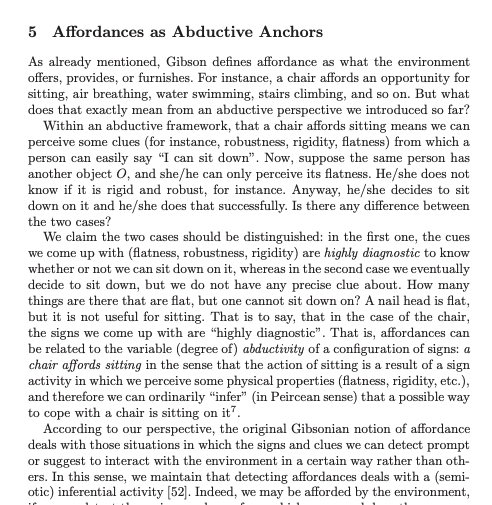 5 Affordances as Abductive Anchors
As already mentioned, Gibson defines affordance as what the environment
offers, provides, or furnishes. For instance, a chair affords an opportunity for
sitting, air breathing, water swimming, stairs climbing, and so on. But what
does that exactly mean from an abductive perspective we introduced so far?
Within an abductive framework, that a chair affords sitting means we can
perceive some clues (for instance, robustness, rigidity, flatness) from which a
person can easily say “I can sit down”. Now, suppose the same person has
another object O, and she/he can only perceive its flatness. He/she does not
know if it is rigid and robust, for instance. Anyway, he/she decides to sit
down on it and he/she does that successfully. Is there any difference between
the two cases?
We claim the two cases should be distinguished: in the first one, the cues
we come up with (flatness, robustness, rigidity) are highly diagnostic to know
whether or not we can sit down on it, whereas in the second case we eventually
decide to sit down, but we do not have any precise clue about. How many
things are there that are flat, but one cannot sit down on? A nail head is flat,
but it is not useful for sitting. That is to say, that in the case of the chair,
the signs we come up with are “highly diagnostic”. That is, affordances can
be related to the variable (degree of) abductivity of a configuration of signs: a
chair affords sitting in the sense that the action of sitting is a result of a sign
activity in which we perceive some physical properties (flatness, rigidity, etc.),
and therefore we can ordinarily “infer” (in Peircean sense) that a possible way
to cope with a chair is sitting on it7.
According to our perspective, the original Gibsonian notion of affordance
deals with those situations in which the signs and clues we can detect prompt
or suggest to interact with the environment in a certain way rather than oth-
ers. In this sense, we maintain that detecting affordances deals with a (semi-
otic) inferential activity [52]. Indeed, we may be afforded by the environment,